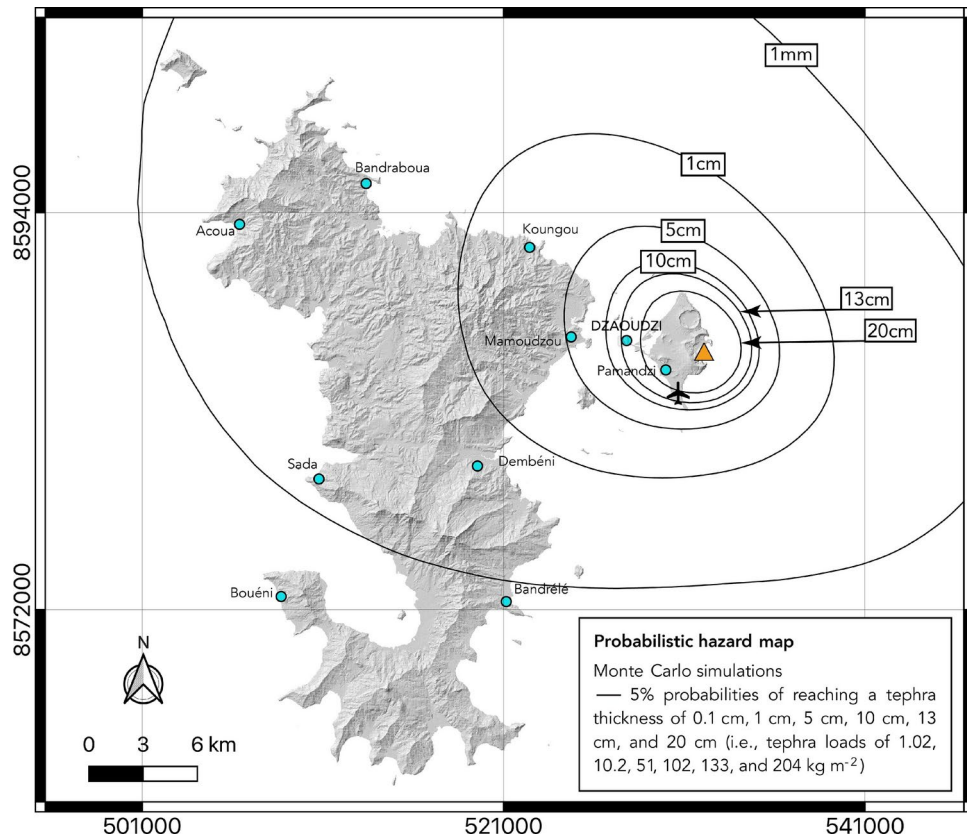 1mm
1cm
Bandraboua
8594000
Acoua
Koungou
5cm
10cm
13cm
DZAOUDZI
20cm
Mamoudzou
Pamandzi
Sada
Dembéni
8572000
Bouéni
Bandrélé
N
0 3 6 km
Probabilistic hazard map
Monte Carlo simulations
— 5% probabilities of reaching a tephra
thickness of 0.1 cm, 1 cm, 5 cm, 10 cm, 13
cm, and 20 cm (i.e., tephra loads of 1.02,
10.2, 51, 102, 133, and 204 kg m⁻²)
501000 521000 541000